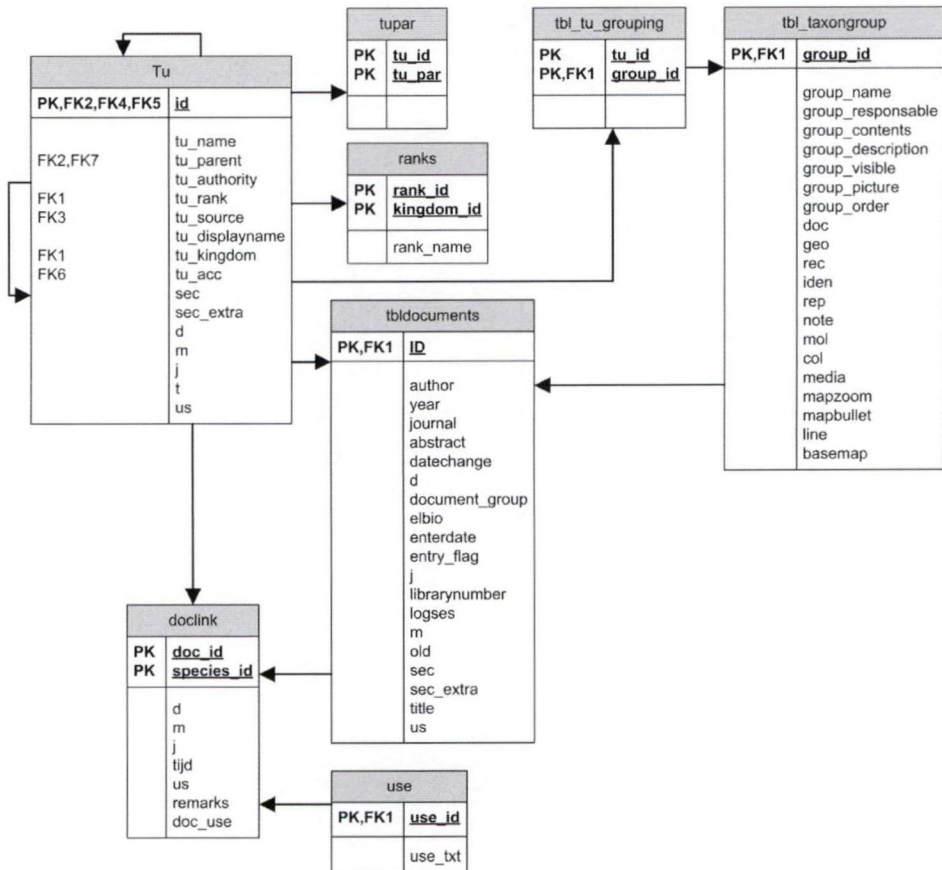 Tu
PK,FK2,FK4,FK5 id
tu_name
FK2,FK7 tu_parent
tu_authority
FK1 tu_rank
FK3 tu_source
tu_displayname
FK1 tu_kingdom
FK6 tu_acc
sec
sec_extra
d
m
j
t
us
tupar
PK tu_id
PK tu_par
ranks
PK rank_id
PK kingdom_id
rank_name
tbl_tu_grouping
PK tu_id
PK,FK1 group_id
tbl_taxongroup
PK,FK1 group_id
group_name
group_responsable
group_contents
group_description
group_visible
group_picture
group_order
doc
geo
rec
iden
rep
note
mol
col
media
mapzoom
mapbullet
line
basemap
tbldocuments
PK,FK1 ID
author
year
journal
abstract
datechange
d
document_group
elbio
enterdate
entry_flag
j
librarynumber
logses
m
old
sec
sec_extra
title
us
doclink
PK doc_id
PK species_id
d
m
j
tijd
us
remarks
doc_use
use
PK,FK1 use_id
use_txt